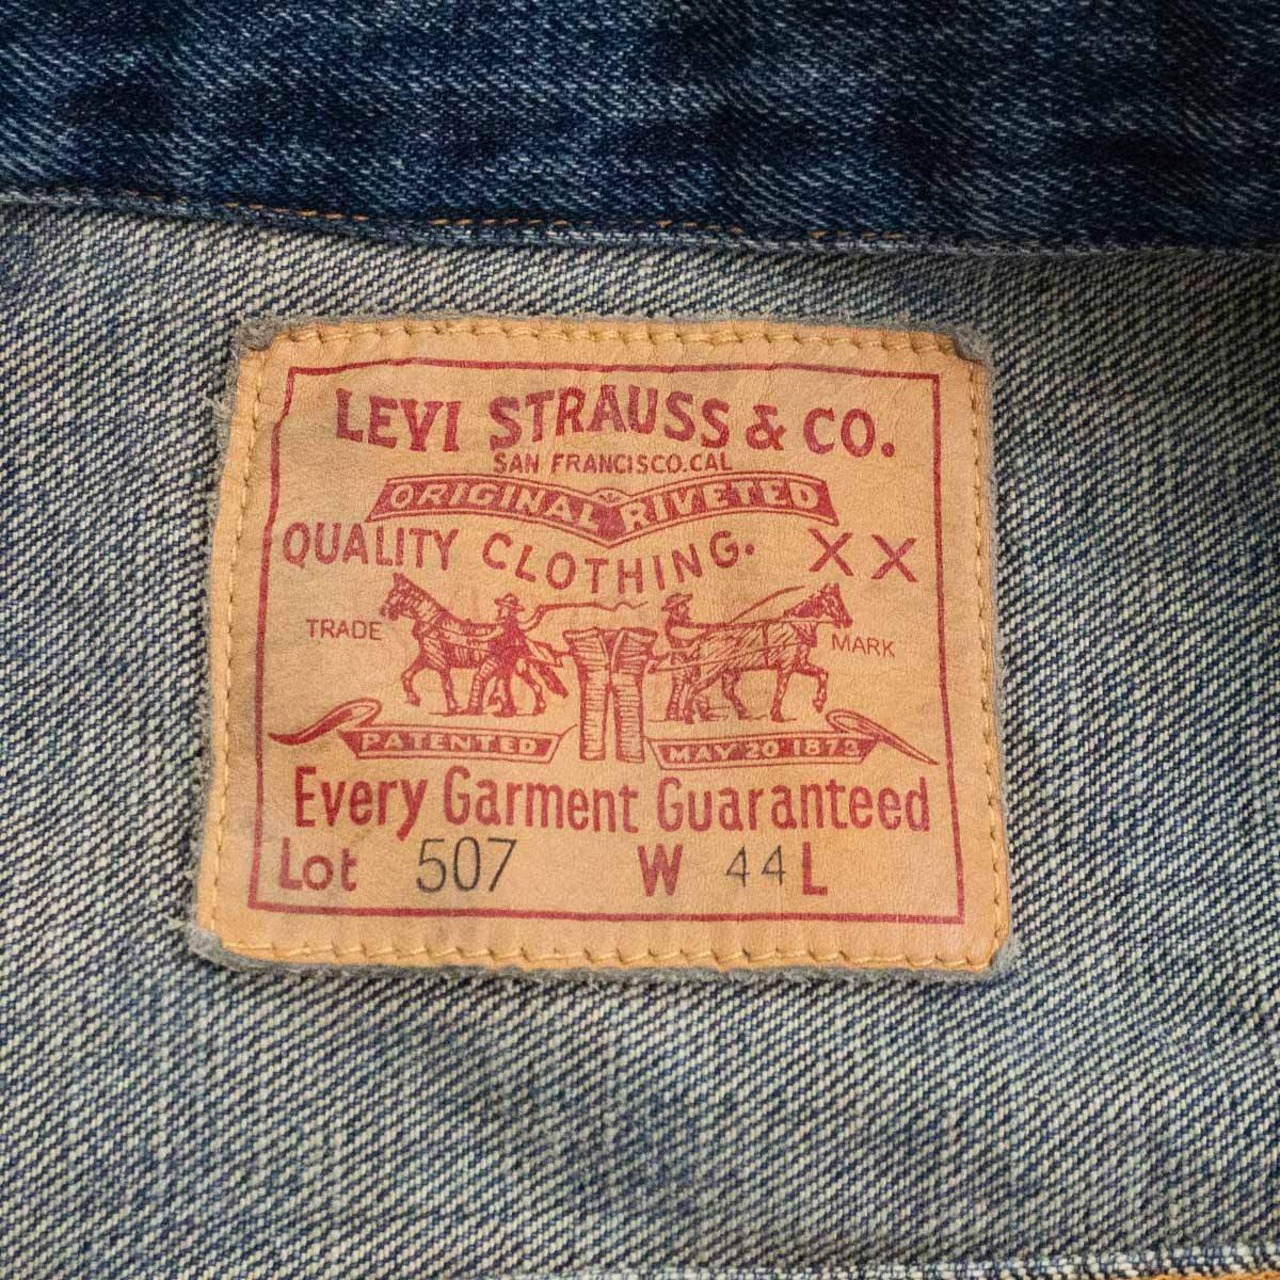 LEVI STRAUSS & CO.
SAN FRANCISCO.CAL
ORIGINAL RIVETED
QUALITY CLOTHING. XX
TRADE MARK
PATENTED MAY 20 1873
Every Garment Guaranteed
Lot 507 W 44 L